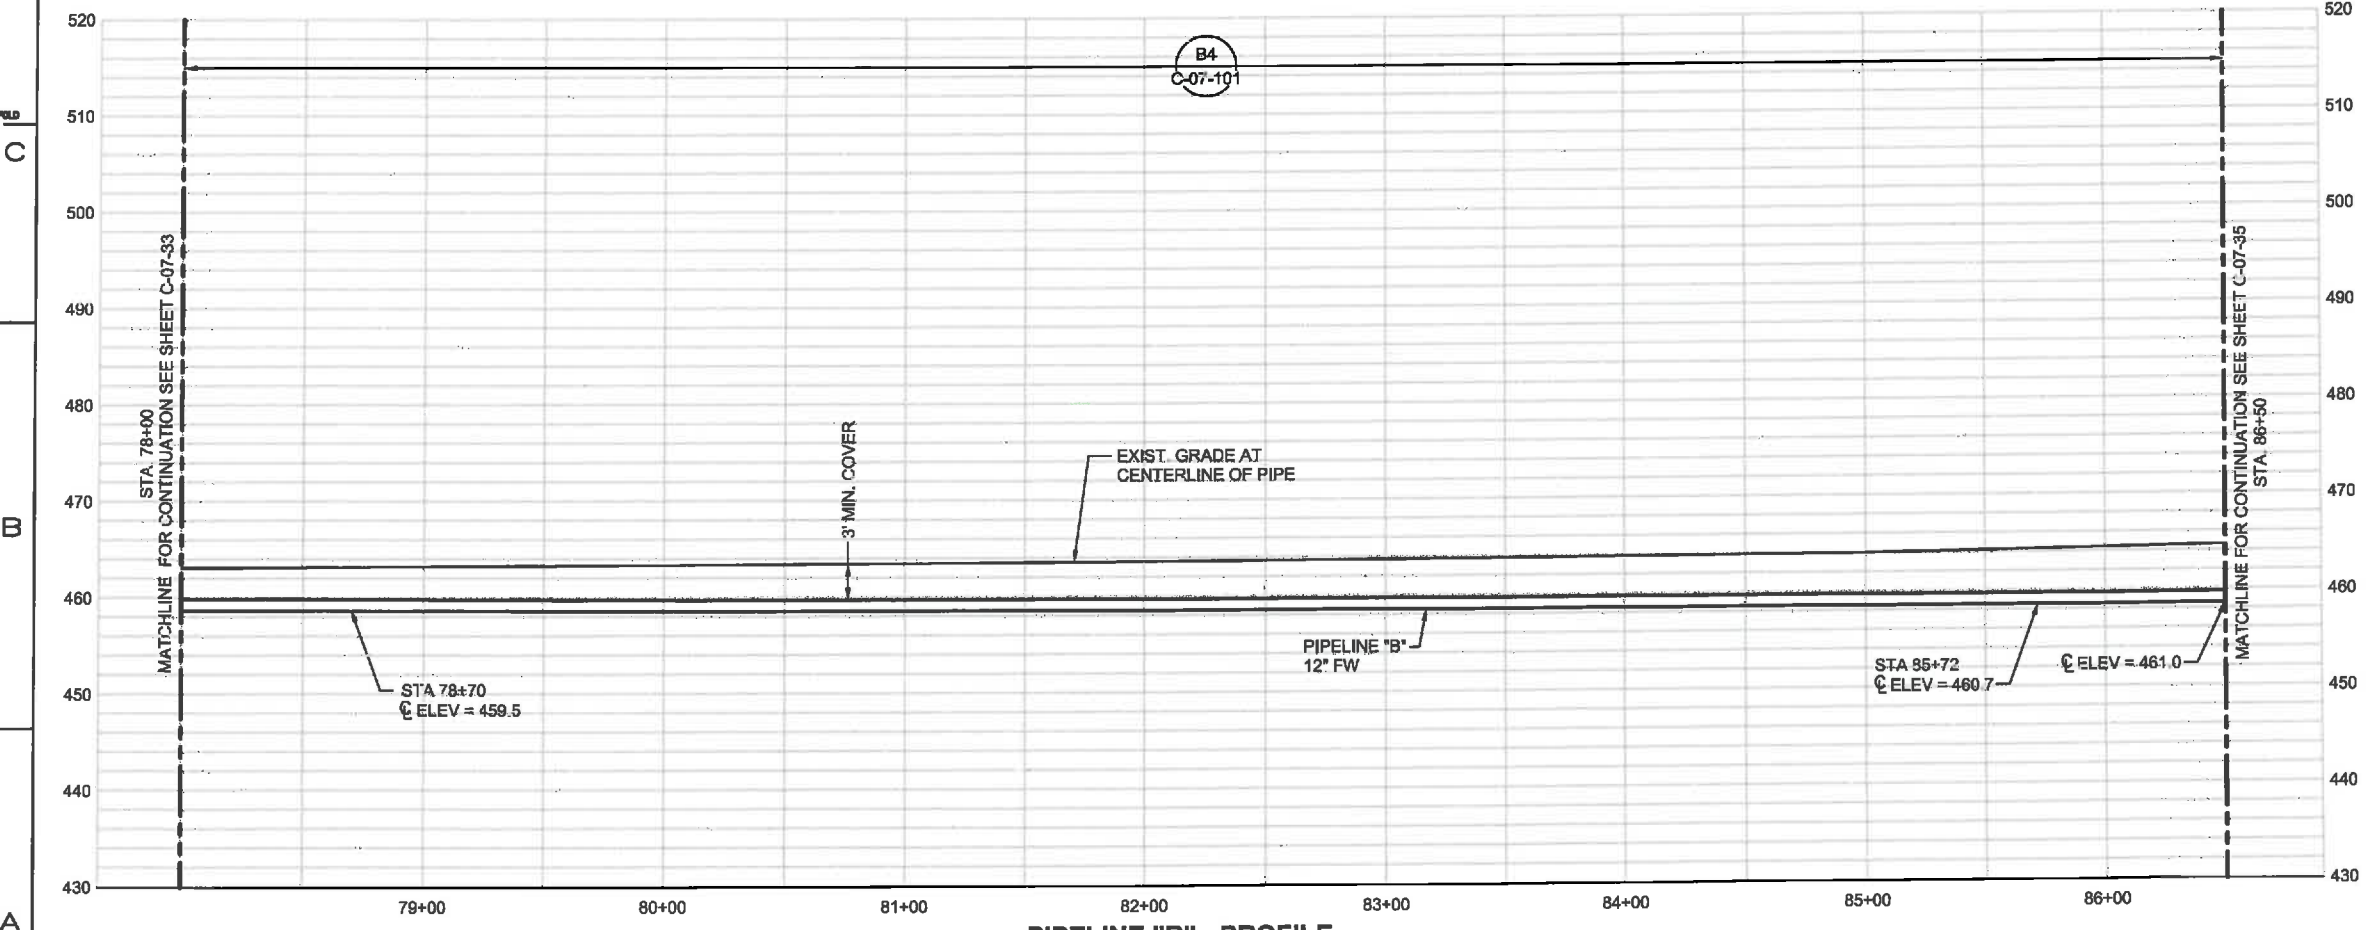 520
520
B4
C-07-101
510
510
C
500
500
490
490
480
480
470
470
460
460
450
450
440
440
430
430
B
A
STA. 78+00
MATCHLINE FOR CONTINUATION SEE SHEET C-07-33
3' MIN. COVER
EXIST. GRADE AT
CENTERLINE OF PIPE
MATCHLINE FOR CONTINUATION SEE SHEET C-07-35
STA. 86+50
STA 78+70
℄ ELEV = 459.5
PIPELINE "B"
12" FW
STA 85+72
℄ ELEV = 460.7
℄ ELEV = 461.0
79+00
80+00
81+00
82+00
83+00
84+00
85+00
86+00
PIPELINE "B" - PROFILE